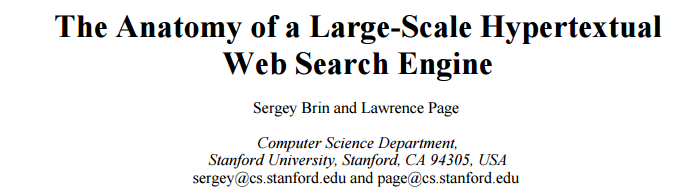 The Anatomy of a Large-Scale Hypertextual
Web Search Engine
Sergey Brin and Lawrence Page
Computer Science Department,
Stanford University, Stanford, CA 94305, USA
sergey@cs.stanford.edu and page@cs.stanford.edu